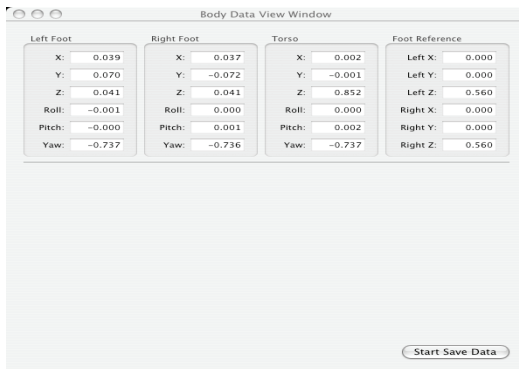 Body Data View Window
Left Foot Right Foot Torso Foot Reference
X: 0.039 X: 0.037 X: 0.002 Left X: 0.000
Y: 0.070 Y: -0.072 Y: -0.001 Left Y: 0.000
Z: 0.041 Z: 0.041 Z: 0.852 Left Z: 0.560
Roll: -0.001 Roll: 0.000 Roll: 0.000 Right X: 0.000
Pitch: -0.000 Pitch: 0.001 Pitch: 0.002 Right Y: 0.000
Yaw: -0.737 Yaw: -0.736 Yaw: -0.737 Right Z: 0.560
Start Save Data